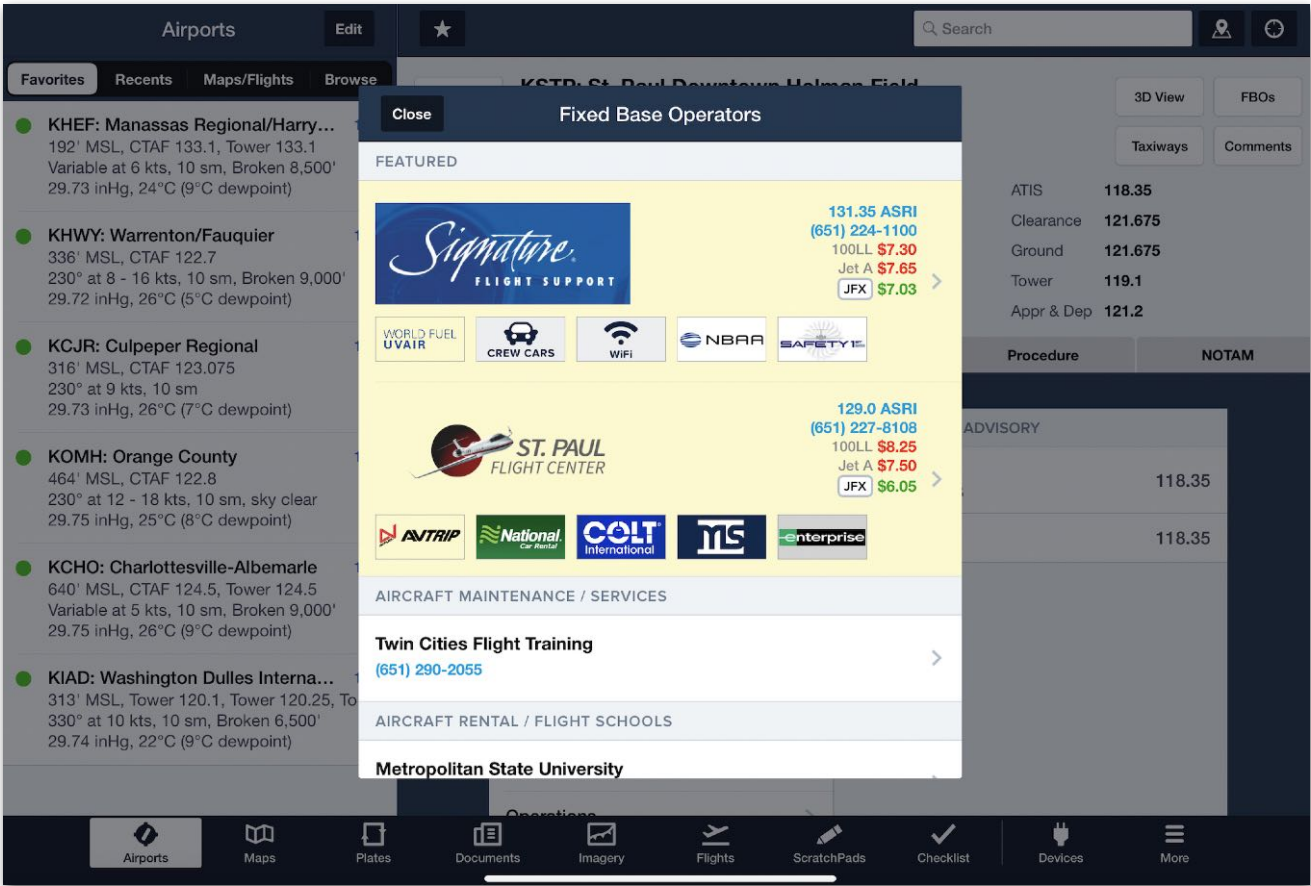 Airports
Edit
★
Search
Favorites Recents Maps/Flights Browse
KHEF: Manassas Regional/Harry...
192' MSL, CTAF 133.1, Tower 133.1
Variable at 6 kts, 10 sm, Broken 8,500'
29.73 inHg, 24°C (9°C dewpoint)
KHWY: Warrenton/Fauquier
336' MSL, CTAF 122.7
230° at 8 - 16 kts, 10 sm, Broken 9,000'
29.72 inHg, 26°C (5°C dewpoint)
KCJR: Culpeper Regional
316' MSL, CTAF 123.075
230° at 9 kts, 10 sm
29.73 inHg, 26°C (7°C dewpoint)
KOMH: Orange County
464' MSL, CTAF 122.8
230° at 12 - 18 kts, 10 sm, sky clear
29.75 inHg, 25°C (8°C dewpoint)
KCHO: Charlottesville-Albemarle
640' MSL, CTAF 124.5, Tower 124.5
Variable at 5 kts, 10 sm, Broken 9,000'
29.75 inHg, 26°C (9°C dewpoint)
KIAD: Washington Dulles Interna...
313' MSL, Tower 120.1, Tower 120.25, To
330° at 10 kts, 10 sm, Broken 6,500'
29.74 inHg, 22°C (9°C dewpoint)
KSTP: St. Paul Downtown Holman Field
3D View FBOs
Taxiways Comments
ATIS 118.35
Clearance 121.675
Ground 121.675
Tower 119.1
Appr & Dep 121.2
Procedure NOTAM
ADVISORY
118.35
118.35
Operations
Close
Fixed Base Operators
FEATURED
Signature
FLIGHT SUPPORT
131.35 ASRI
(651) 224-1100
100LL $7.30
Jet A $7.65
JFX $7.03
WORLD FUEL
UVAIR
CREW CARS
WiFi
NBAA
SAFETY 1st
ST. PAUL
FLIGHT CENTER
129.0 ASRI
(651) 227-8108
100LL $8.25
Jet A $7.50
JFX $6.05
AVTRIP
National
Car Rental
COLT
International
MS
enterprise
AIRCRAFT MAINTENANCE / SERVICES
Twin Cities Flight Training
(651) 290-2055
AIRCRAFT RENTAL / FLIGHT SCHOOLS
Metropolitan State University
Airports Maps Plates Documents Imagery Flights ScratchPads Checklist Devices More